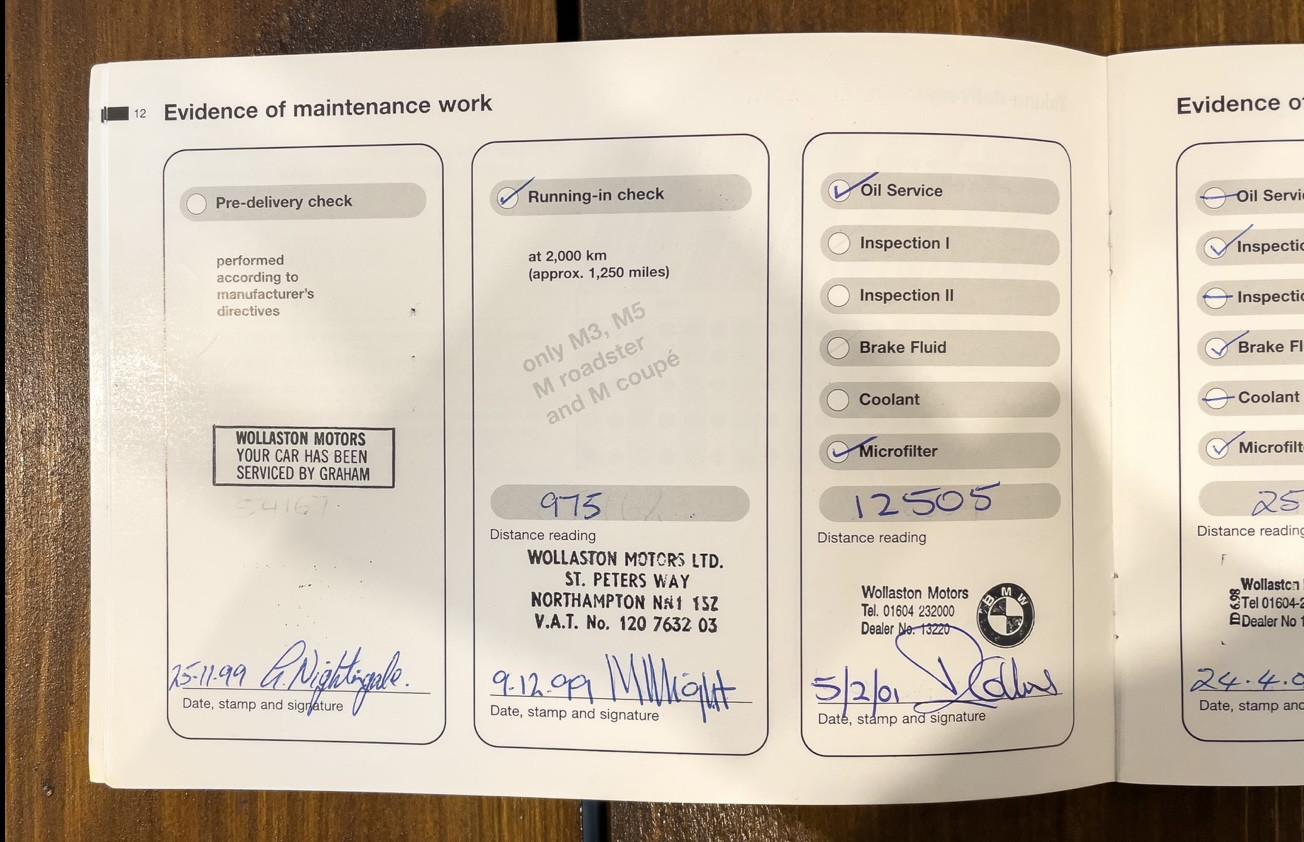 12 Evidence of maintenance work
Pre-delivery check
performed
according to
manufacturer's
directives
WOLLASTON MOTORS
YOUR CAR HAS BEEN
SERVICED BY GRAHAM
25-11-99 G. Nightingale.
Date, stamp and signature
Running-in check
at 2,000 km
(approx. 1,250 miles)
only M3, M5
M roadster
and M coupé
975
Distance reading
WOLLASTON MOTORS LTD.
ST. PETERS WAY
NORTHAMPTON NN1 1SZ
V.A.T. No. 120 7632 03
9.12.99
Date, stamp and signature
Oil Service
Inspection I
Inspection II
Brake Fluid
Coolant
Microfilter
12505
Distance reading
Wollaston Motors
Tel. 01604 232000
Dealer No. 13220
BMW
5/2/01
Date, stamp and signature
Evidence o
Oil Servi
Inspectio
Inspectio
Brake Fl
Coolant
Microfilt
25
Distance reading
Wollaston
Tel 01604-2
Dealer No 1
24.4.0
Date, stamp and